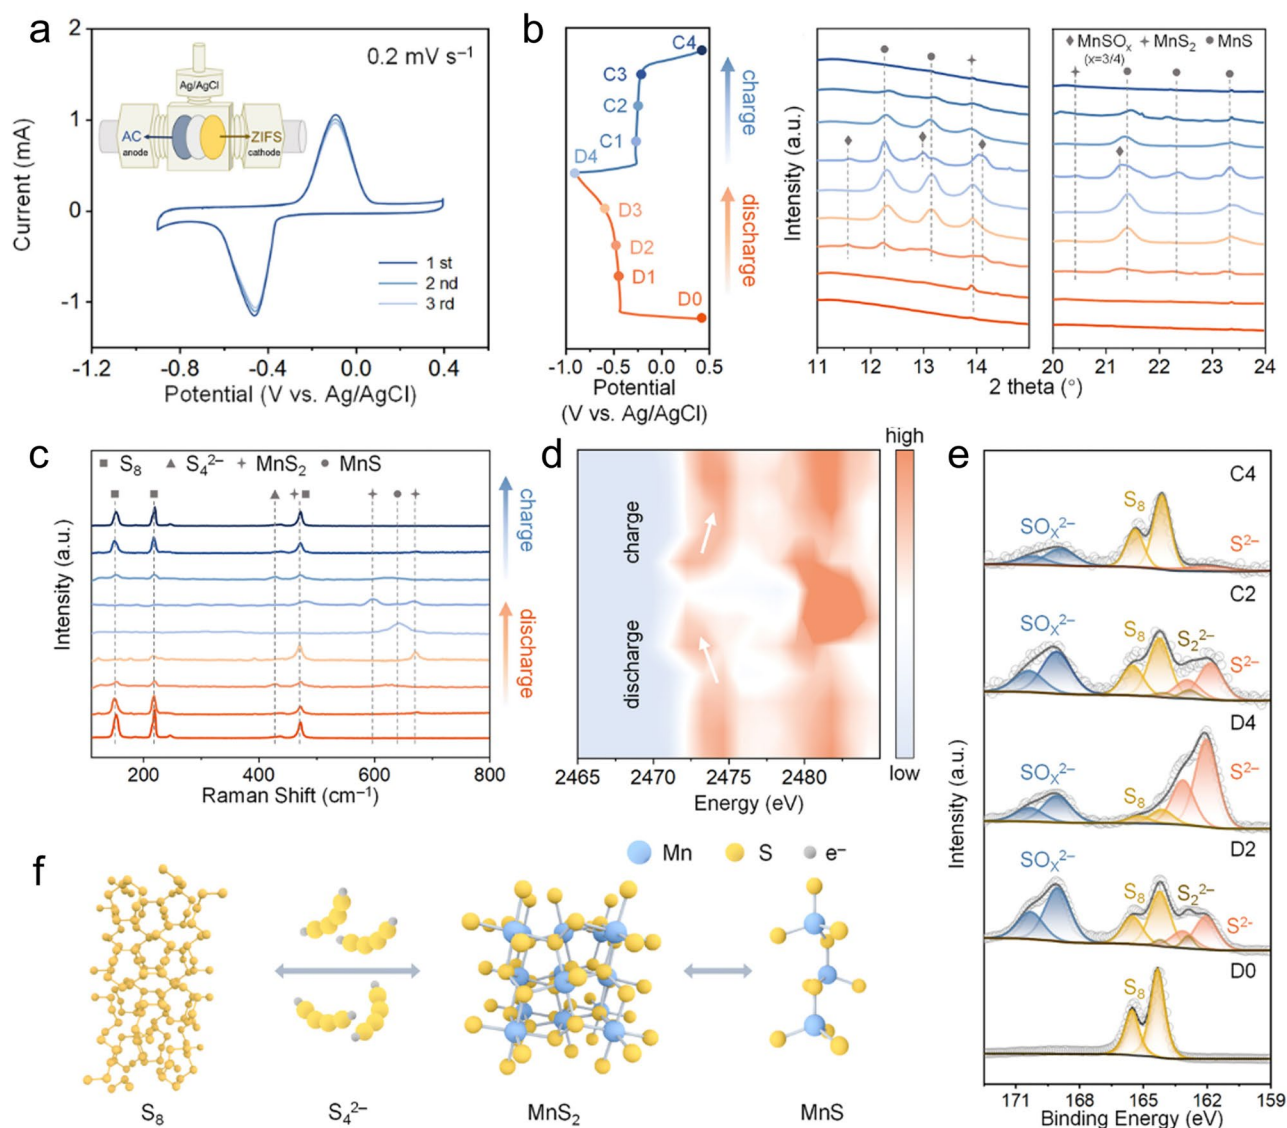 a
2
1
0
-1
Current (mA)
0.2 mV s⁻¹
Ag/AgCl
AC
anode
ZIFS
cathode
1 st
2 nd
3 rd
-1.2 -0.8 -0.4 0.0 0.4
Potential (V vs. Ag/AgCl)
b
C4
C3
C2
C1
D4
D3
D2
D1
D0
charge
discharge
-1.0 -0.5 0.0 0.5
Potential
(V vs. Ag/AgCl)
Intensity (a.u.)
MnSOₓ MnS₂ MnS
(x=3/4)
11 12 13 14
20 21 22 23 24
2 theta (°)
c
S₈ S₄²⁻ MnS₂ MnS
Intensity (a.u.)
charge
discharge
200 400 600 800
Raman Shift (cm⁻¹)
d
charge
discharge
high
low
2465 2470 2475 2480
Energy (eV)
e
C4
SOₓ²⁻ S₈ S²⁻
C2
SOₓ²⁻ S₈ S₂²⁻ S²⁻
D4
SOₓ²⁻ S₈ S²⁻
D2
SOₓ²⁻ S₈ S₂²⁻ S²⁻
D0
S₈
Intensity (a.u.)
171 168 165 162 159
Binding Energy (eV)
f
Mn S e⁻
S₈ S₄²⁻ MnS₂ MnS